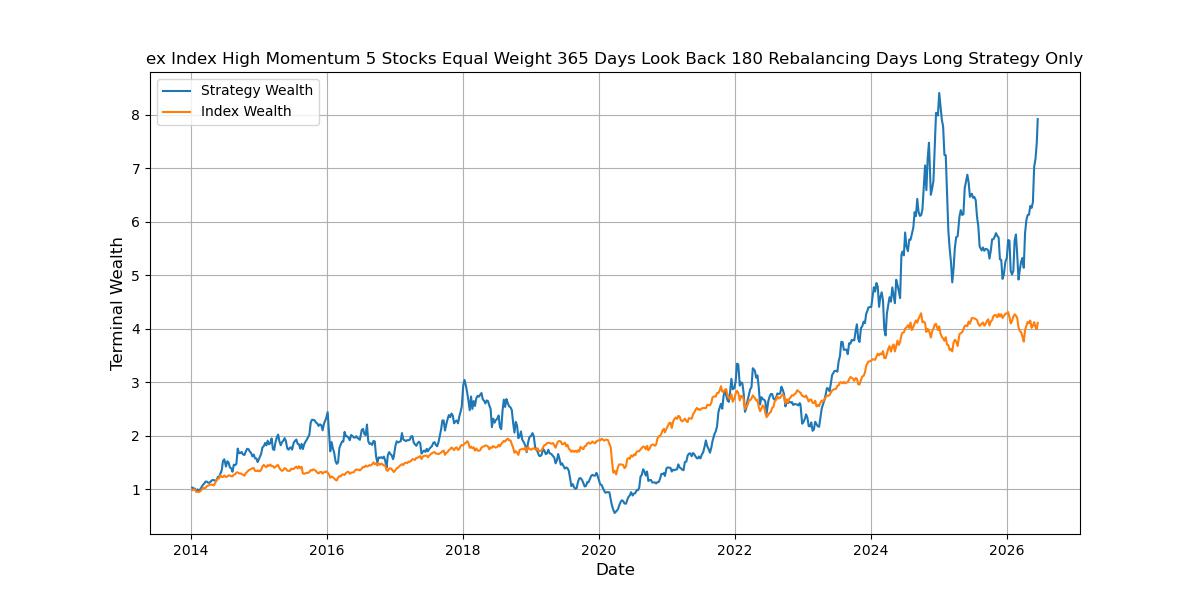 ex Index High Momentum 5 Stocks Equal Weight 365 Days Look Back 180 Rebalancing Days Long Strategy Only
Strategy Wealth
Index Wealth
8
7
6
5
4
3
2
1
Terminal Wealth
2014 2016 2018 2020 2022 2024 2026
Date